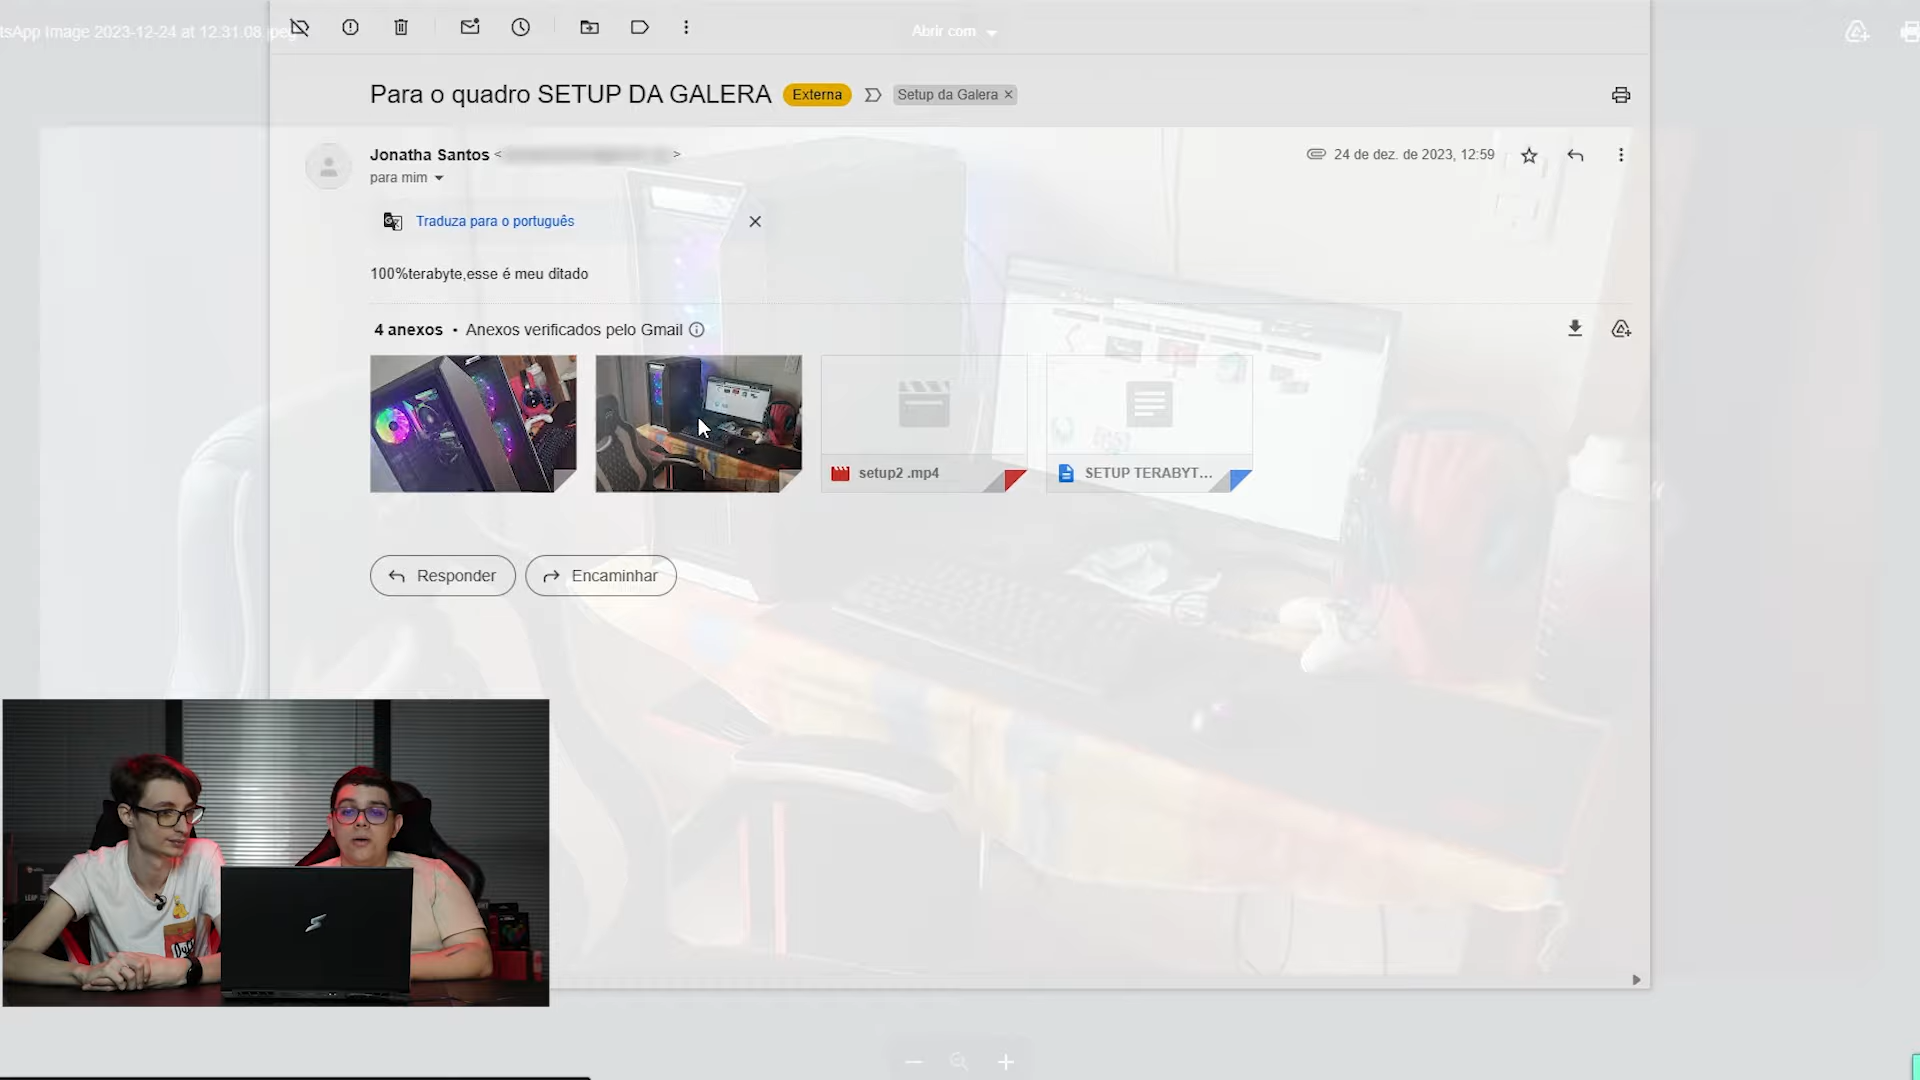 tsApp Image 2023-12-24 at 12.31.08.jpeg
Abrir com
Para o quadro SETUP DA GALERA
Externa
Setup da Galera ×
Jonatha Santos < >
24 de dez. de 2023, 12:59
para mim
Traduza para o português
100%terabyte,esse é meu ditado
4 anexos • Anexos verificados pelo Gmail
setup2 .mp4
SETUP TERABYT...
Responder
Encaminhar